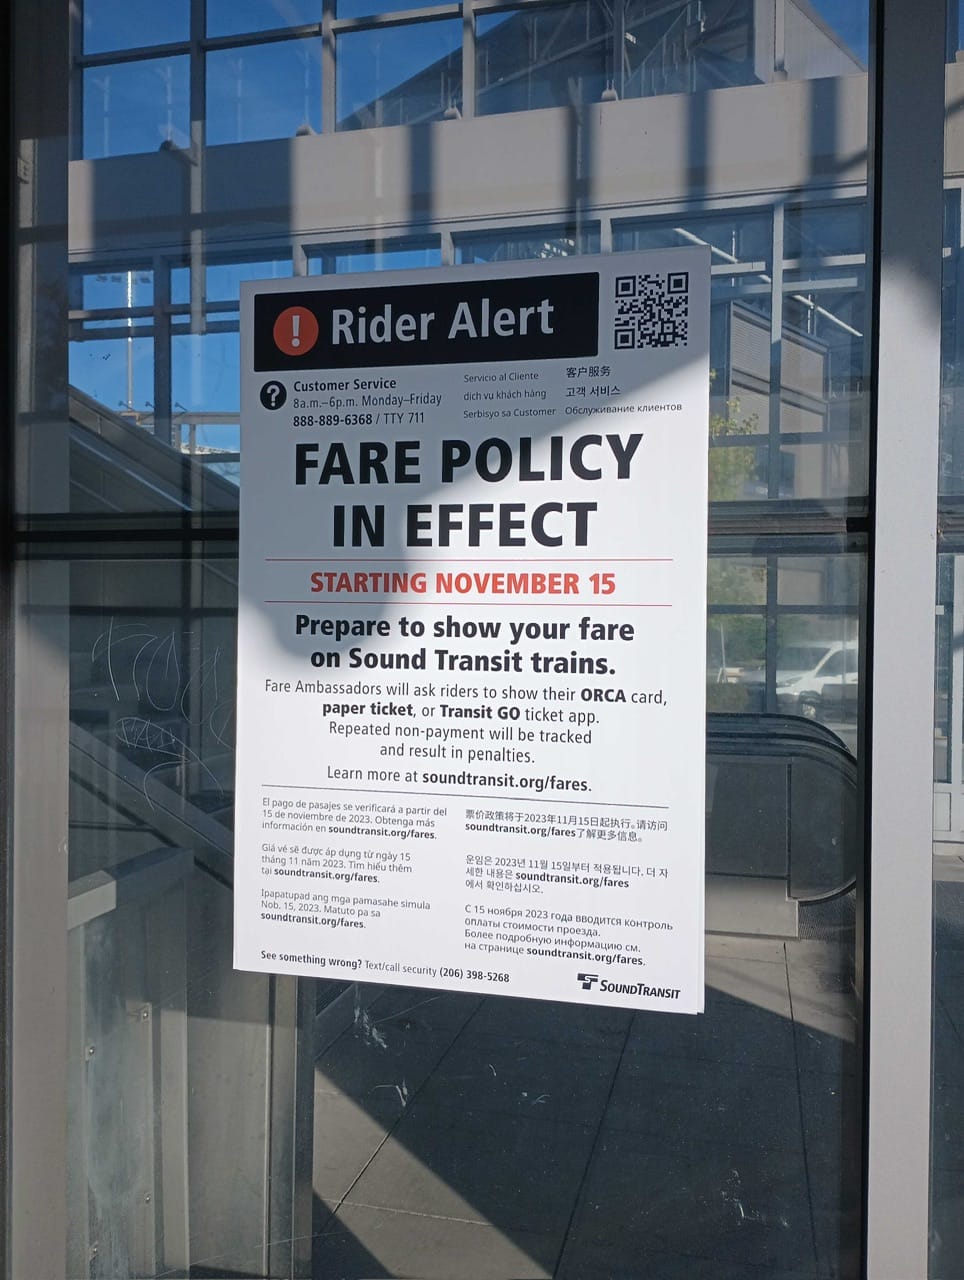 ! Rider Alert
? Customer Service
8a.m.–6p.m. Monday–Friday
888-889-6368 / TTY 711
Servicio al Cliente
dịch vụ khách hàng
Serbisyo sa Customer
客户服务
고객 서비스
Обслуживание клиентов
FARE POLICY
IN EFFECT
STARTING NOVEMBER 15
Prepare to show your fare
on Sound Transit trains.
Fare Ambassadors will ask riders to show their ORCA card,
paper ticket, or Transit GO ticket app.
Repeated non-payment will be tracked
and result in penalties.
Learn more at soundtransit.org/fares.
El pago de pasajes se verificará a partir del
15 de noviembre de 2023. Obtenga más
información en soundtransit.org/fares.
Giá vé sẽ được áp dụng từ ngày 15
tháng 11 năm 2023. Tìm hiểu thêm
tại soundtransit.org/fares.
Ipapatupad ang mga pamasahe simula
Nob. 15, 2023. Matuto pa sa
soundtransit.org/fares.
票价政策将于2023年11月15日起执行。请访问
soundtransit.org/fares了解更多信息。
운임은 2023년 11월 15일부터 적용됩니다. 더 자
세한 내용은 soundtransit.org/fares
에서 확인하십시오.
С 15 ноября 2023 года вводится контроль
оплаты стоимости проезда.
Более подробную информацию см.
на странице soundtransit.org/fares.
See something wrong? Text/call security (206) 398-5268
SOUNDTRANSIT